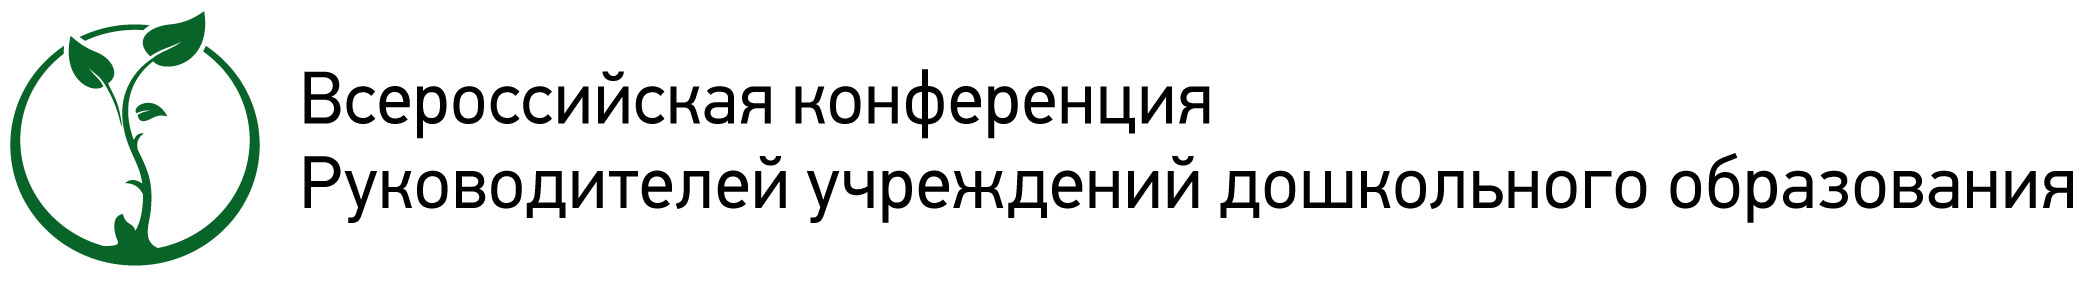 Всероссийская конференция
Руководителей учреждений дошкольного образования